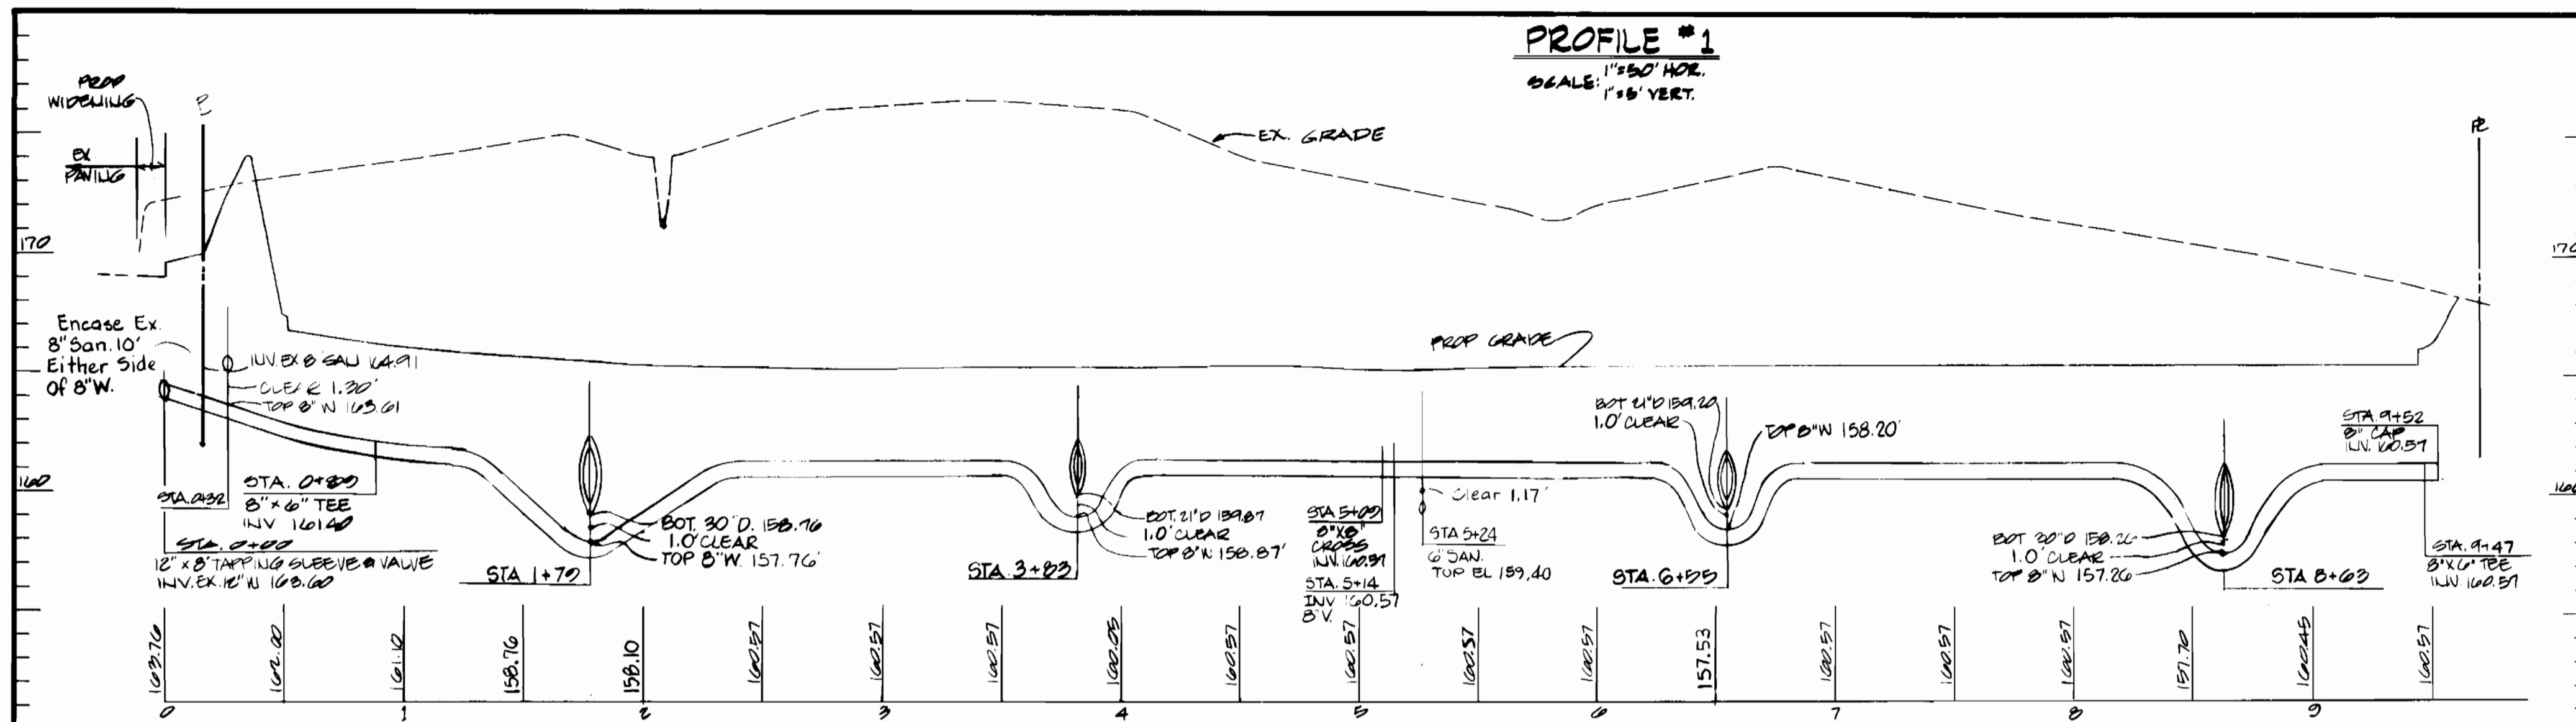 PROFILE #1
SCALE: 1"=50' HOR.
1"=5' VERT.
PROP
WIDENING
EX
PAVING
EX. GRADE
170
170
Encase Ex.
8" San. 10'
Either Side
Of 8"W.
INV. EX 8" SAN 164.91
CLEAR 1.30'
TOP 8" W 163.61
PROP GRADE
160
160
STA. 0+32
STA. 0+89
8" x 6" TEE
INV 161.40
STA. 0+00
12" x 8" TAPPING SLEEVE & VALVE
INV. EX. 12" W 163.60
BOT. 30" D. 158.76
1.0' CLEAR
TOP 8" W. 157.76'
STA 1+79
BOT. 21" D 159.87
1.0' CLEAR
TOP 8" W 158.87'
STA. 3+83
STA 5+09
8"X8"
CROSS
INV. 160.57
STA. 5+14
INV 160.57
8" V.
Clear 1.17'
STA 5+24
6" SAN.
TOP EL 159.40
BOT 21" D 159.20
1.0' CLEAR
TOP 8" W 158.20'
STA. 6+55
BOT 30" D 158.26
1.0' CLEAR
TOP 8" W 157.26
STA 8+63
STA. 9+52
8" CAP
INV. 160.57
STA. 9+47
8"X6" TEE
INV. 160.57
163.76
162.00
161.10
158.76
158.10
160.57
160.57
160.57
160.05
160.57
160.57
160.57
160.57
157.53
160.57
160.57
160.57
157.70
160.45
160.57
0 1 2 3 4 5 6 7 8 9